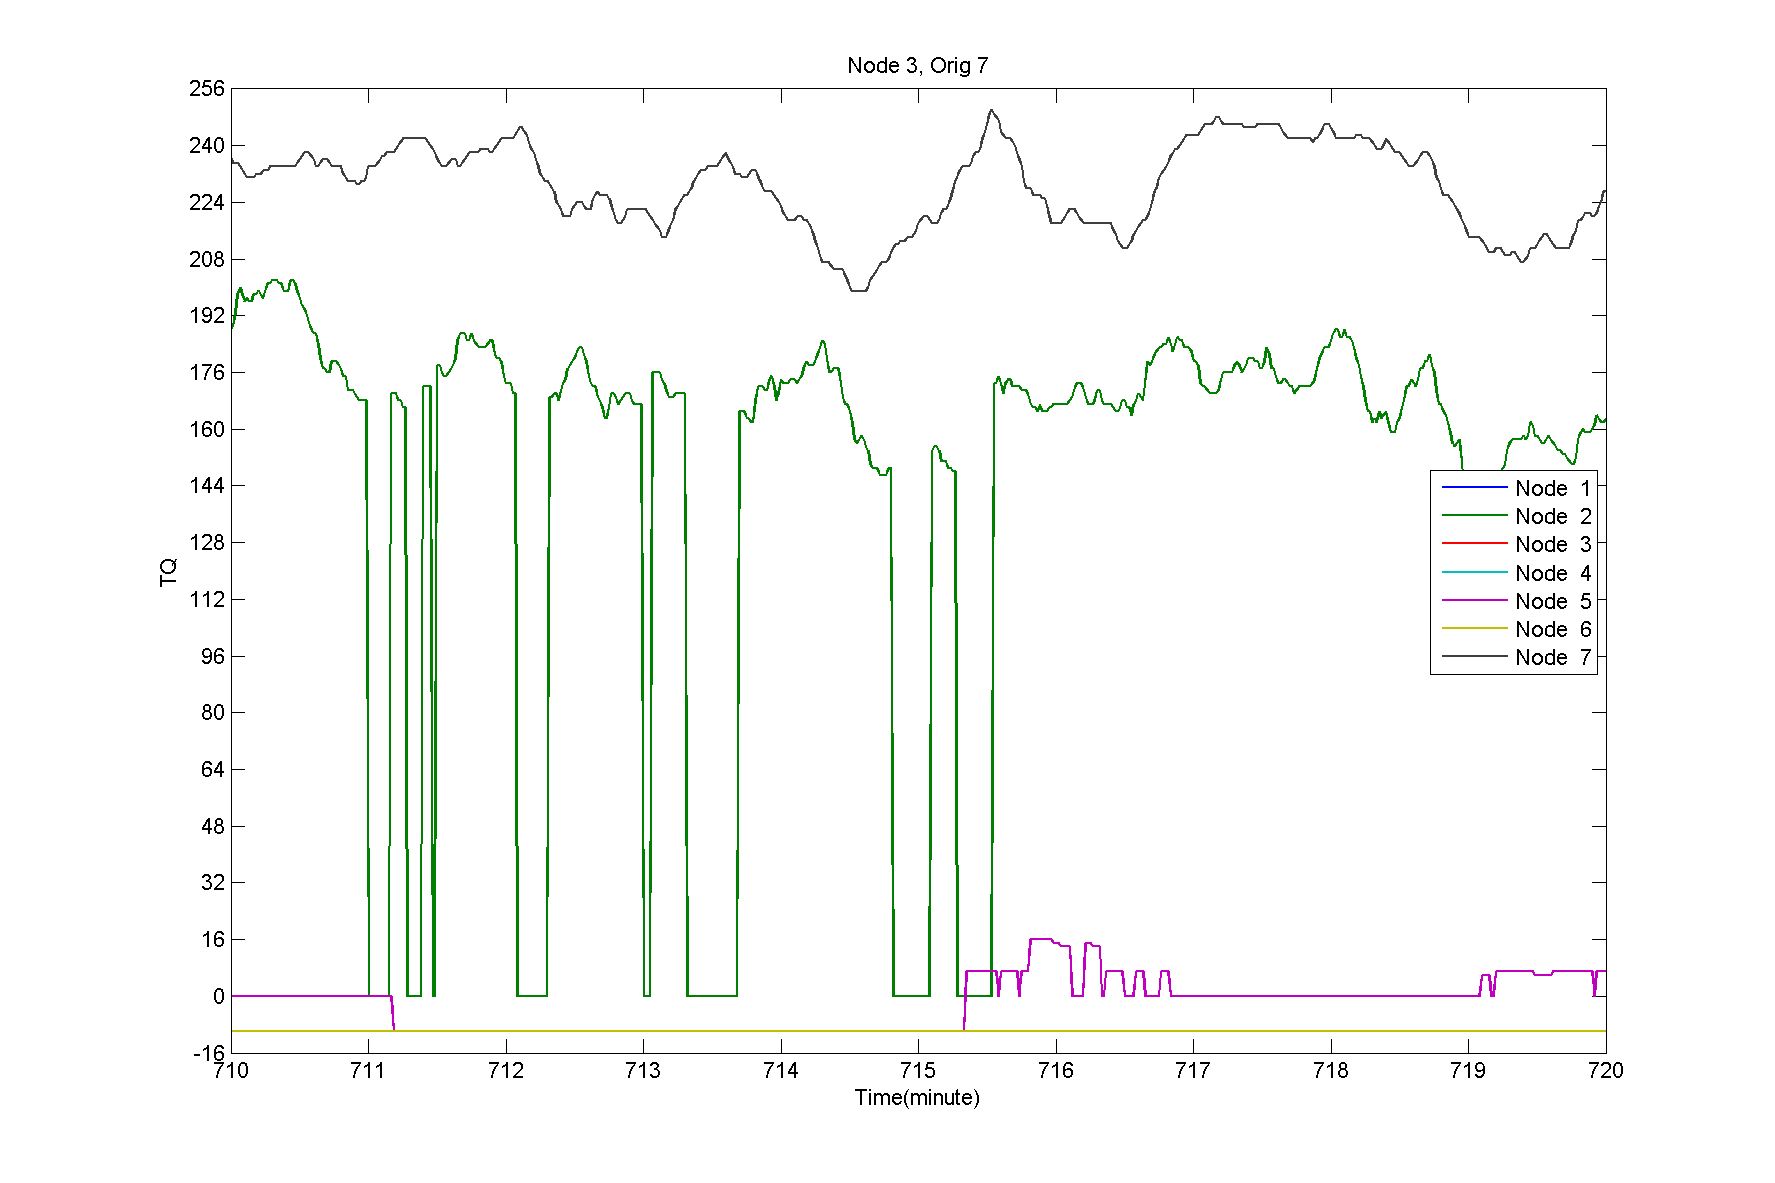 Node 3, Orig 7
256
240
224
208
192
176
160
144
128
112
96
80
64
48
32
16
0
-16
TQ
Node 1
Node 2
Node 3
Node 4
Node 5
Node 6
Node 7
710 711 712 713 714 715 716 717 718 719 720
Time(minute)